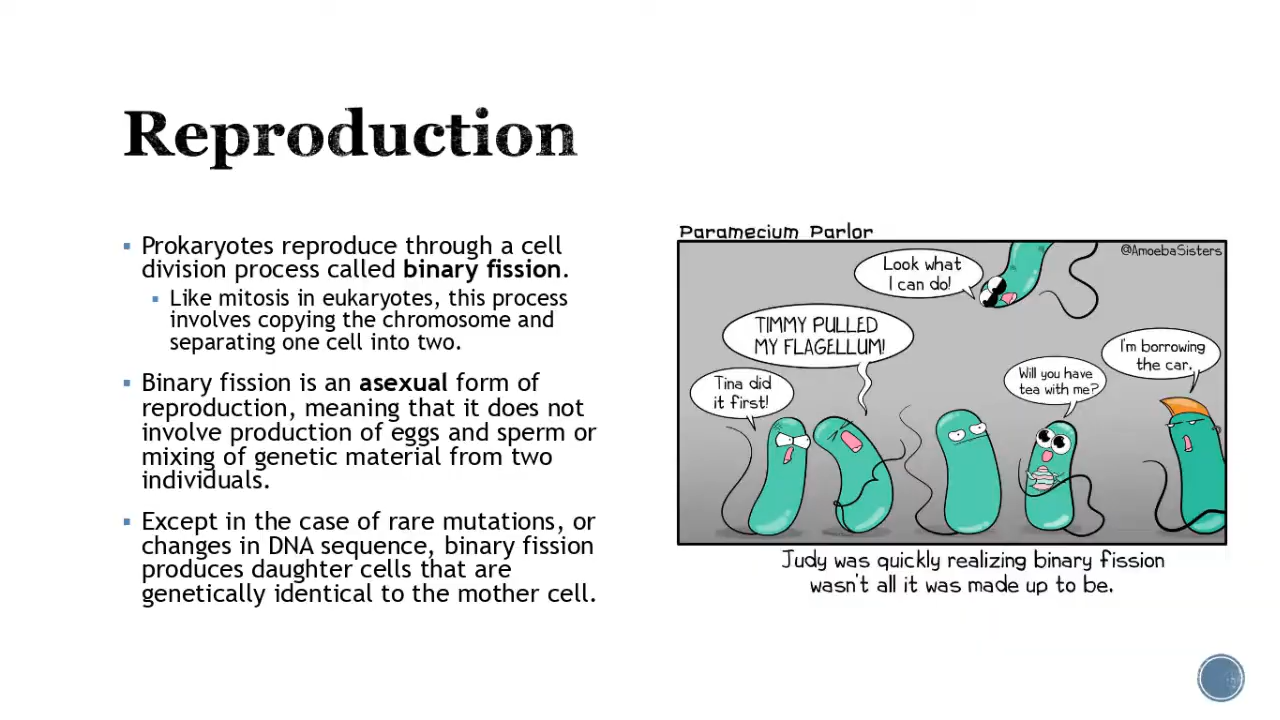 Reproduction
▪ Prokaryotes reproduce through a cell
division process called binary fission.
▪ Like mitosis in eukaryotes, this process
involves copying the chromosome and
separating one cell into two.
▪ Binary fission is an asexual form of
reproduction, meaning that it does not
involve production of eggs and sperm or
mixing of genetic material from two
individuals.
▪ Except in the case of rare mutations, or
changes in DNA sequence, binary fission
produces daughter cells that are
genetically identical to the mother cell.
Paramecium Parlor
@AmoebaSisters
Look what
I can do!
TIMMY PULLED
MY FLAGELLUM!
Tina did
it first!
Will you have
tea with me?
I'm borrowing
the car.
Judy was quickly realizing binary fission
wasn't all it was made up to be.